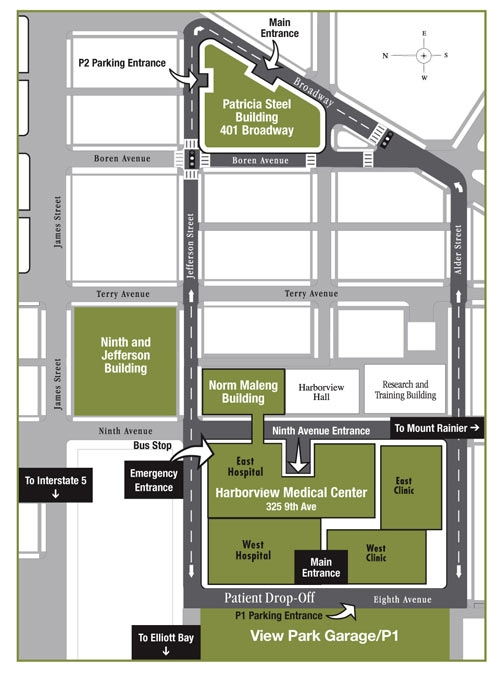 Main
Entrance
P2 Parking Entrance
Broadway
E
N
S
W
Patricia Steel
Building
401 Broadway
Boren Avenue
Boren Avenue
James Street
Jefferson Street
Alder Street
Terry Avenue
Terry Avenue
Ninth and
Jefferson
Building
James Street
Norm Maleng
Building
Harborview
Hall
Research and
Training Building
Ninth Avenue
Ninth Avenue Entrance
To Mount Rainier →
Bus Stop
Emergency
Entrance
To Interstate 5
↓
East
Hospital
East
Clinic
Harborview Medical Center
325 9th Ave
West
Hospital
West
Clinic
Main
Entrance
Patient Drop-Off
Eighth Avenue
P1 Parking Entrance
View Park Garage/P1
To Elliott Bay
↓